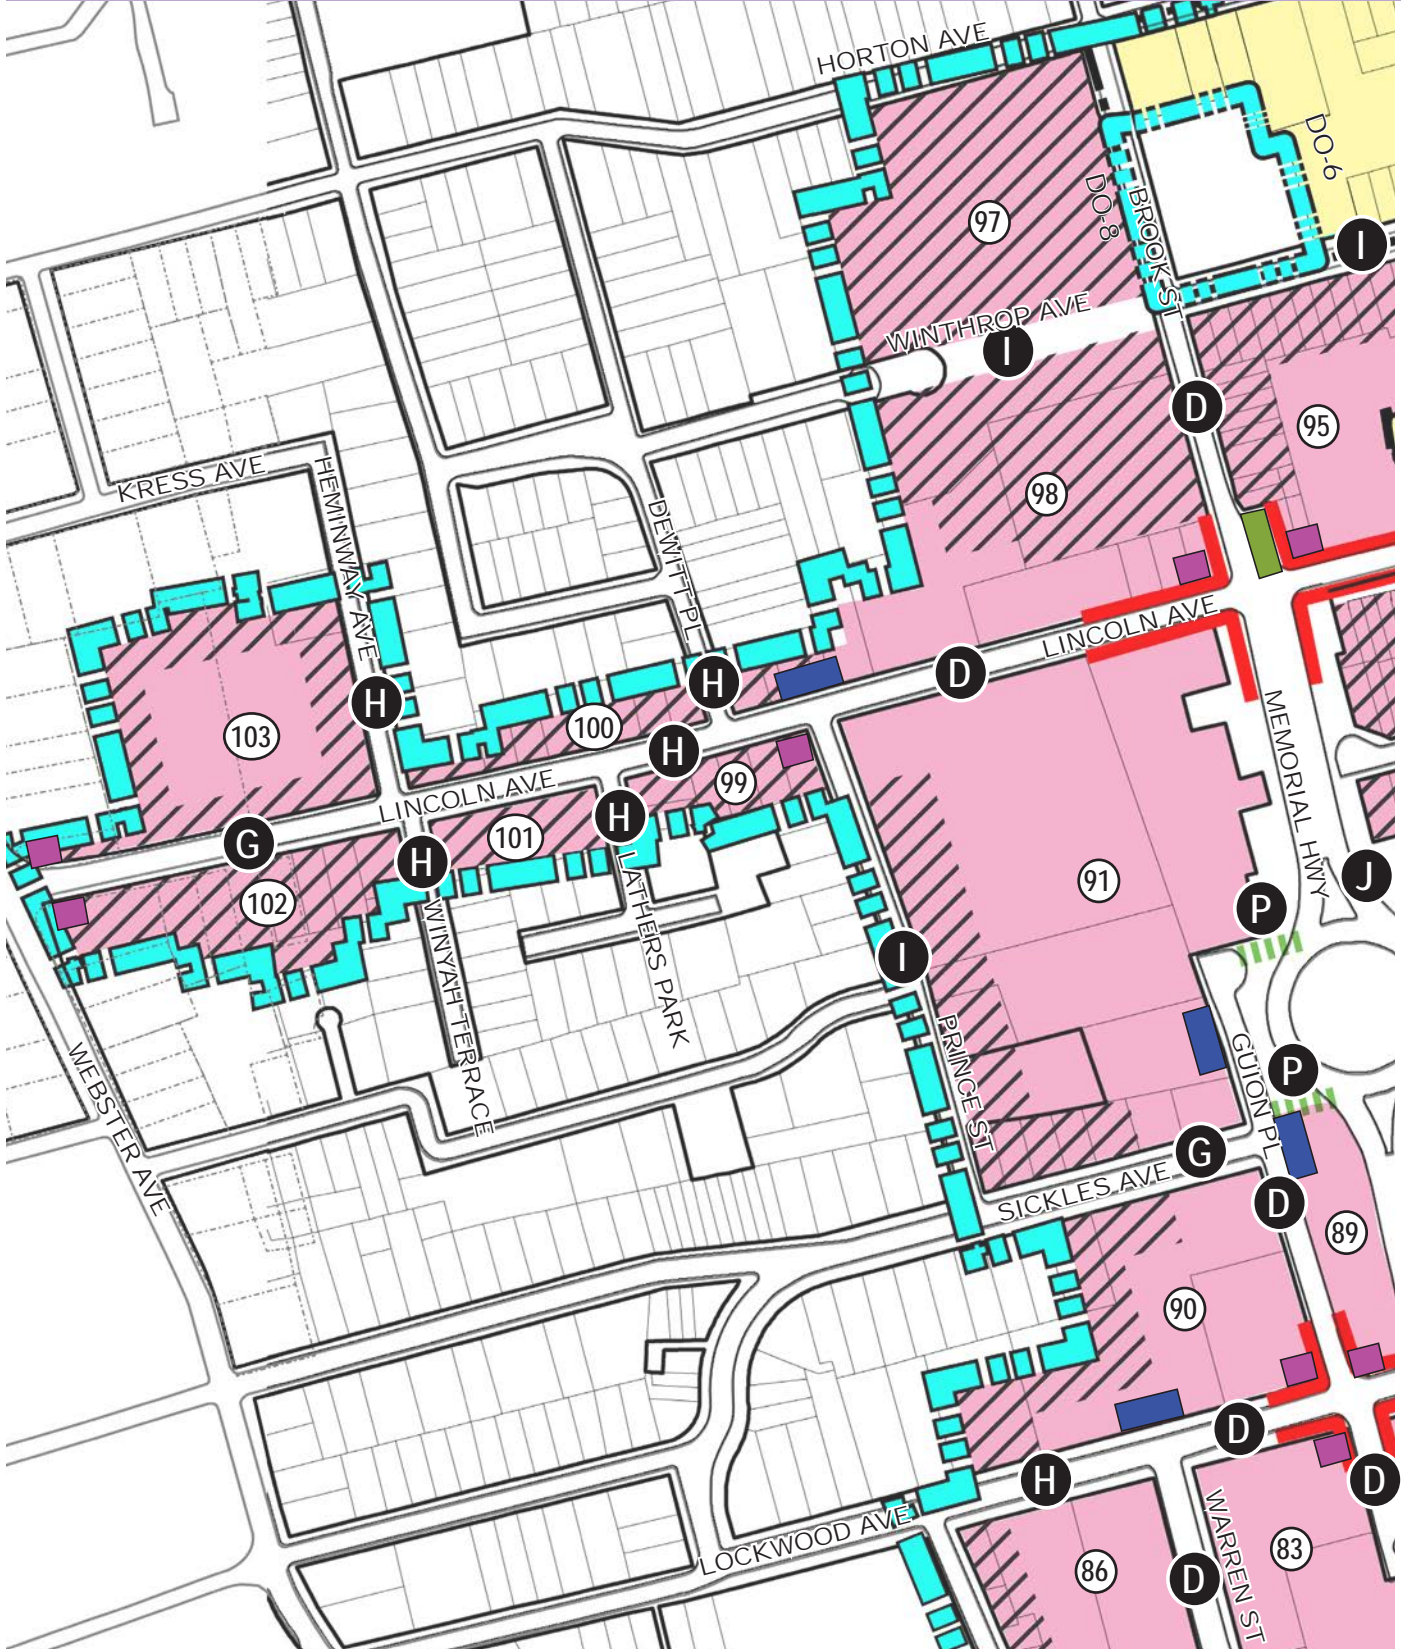 HORTON AVE
DO-6
97
DO-8
BROOK ST
I
WINTHROP AVE
I
D
95
KRESS AVE
HEMINWAY AVE
DEWITT PL
98
LINCOLN AVE
D
H
H
103
100
H
MEMORIAL HWY
99
LINCOLN AVE
G
H
101
H
102
91
J
P
LATHERS PARK
WINYAH TERRACE
I
PRINCE ST
GUION PL
P
WEBSTER AVE
G
SICKLES AVE
D
89
90
D
H
D
LOCKWOOD AVE
WARREN ST
86
D
83